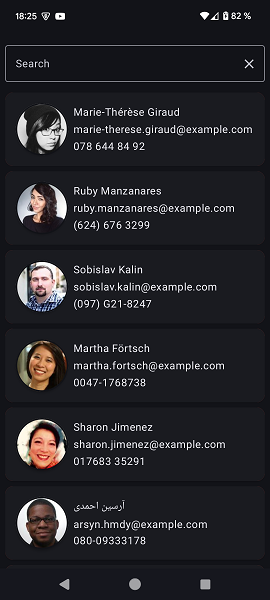 18:25
82 %
Search
Marie-Thérèse Giraud
marie-therese.giraud@example.com
078 644 84 92
Ruby Manzanares
ruby.manzanares@example.com
(624) 676 3299
Sobislav Kalin
sobislav.kalin@example.com
(097) G21-8247
Martha Förtsch
martha.fortsch@example.com
0047-1768738
Sharon Jimenez
sharon.jimenez@example.com
017683 35291
آرسین احمدی
arsyn.hmdy@example.com
080-09333178